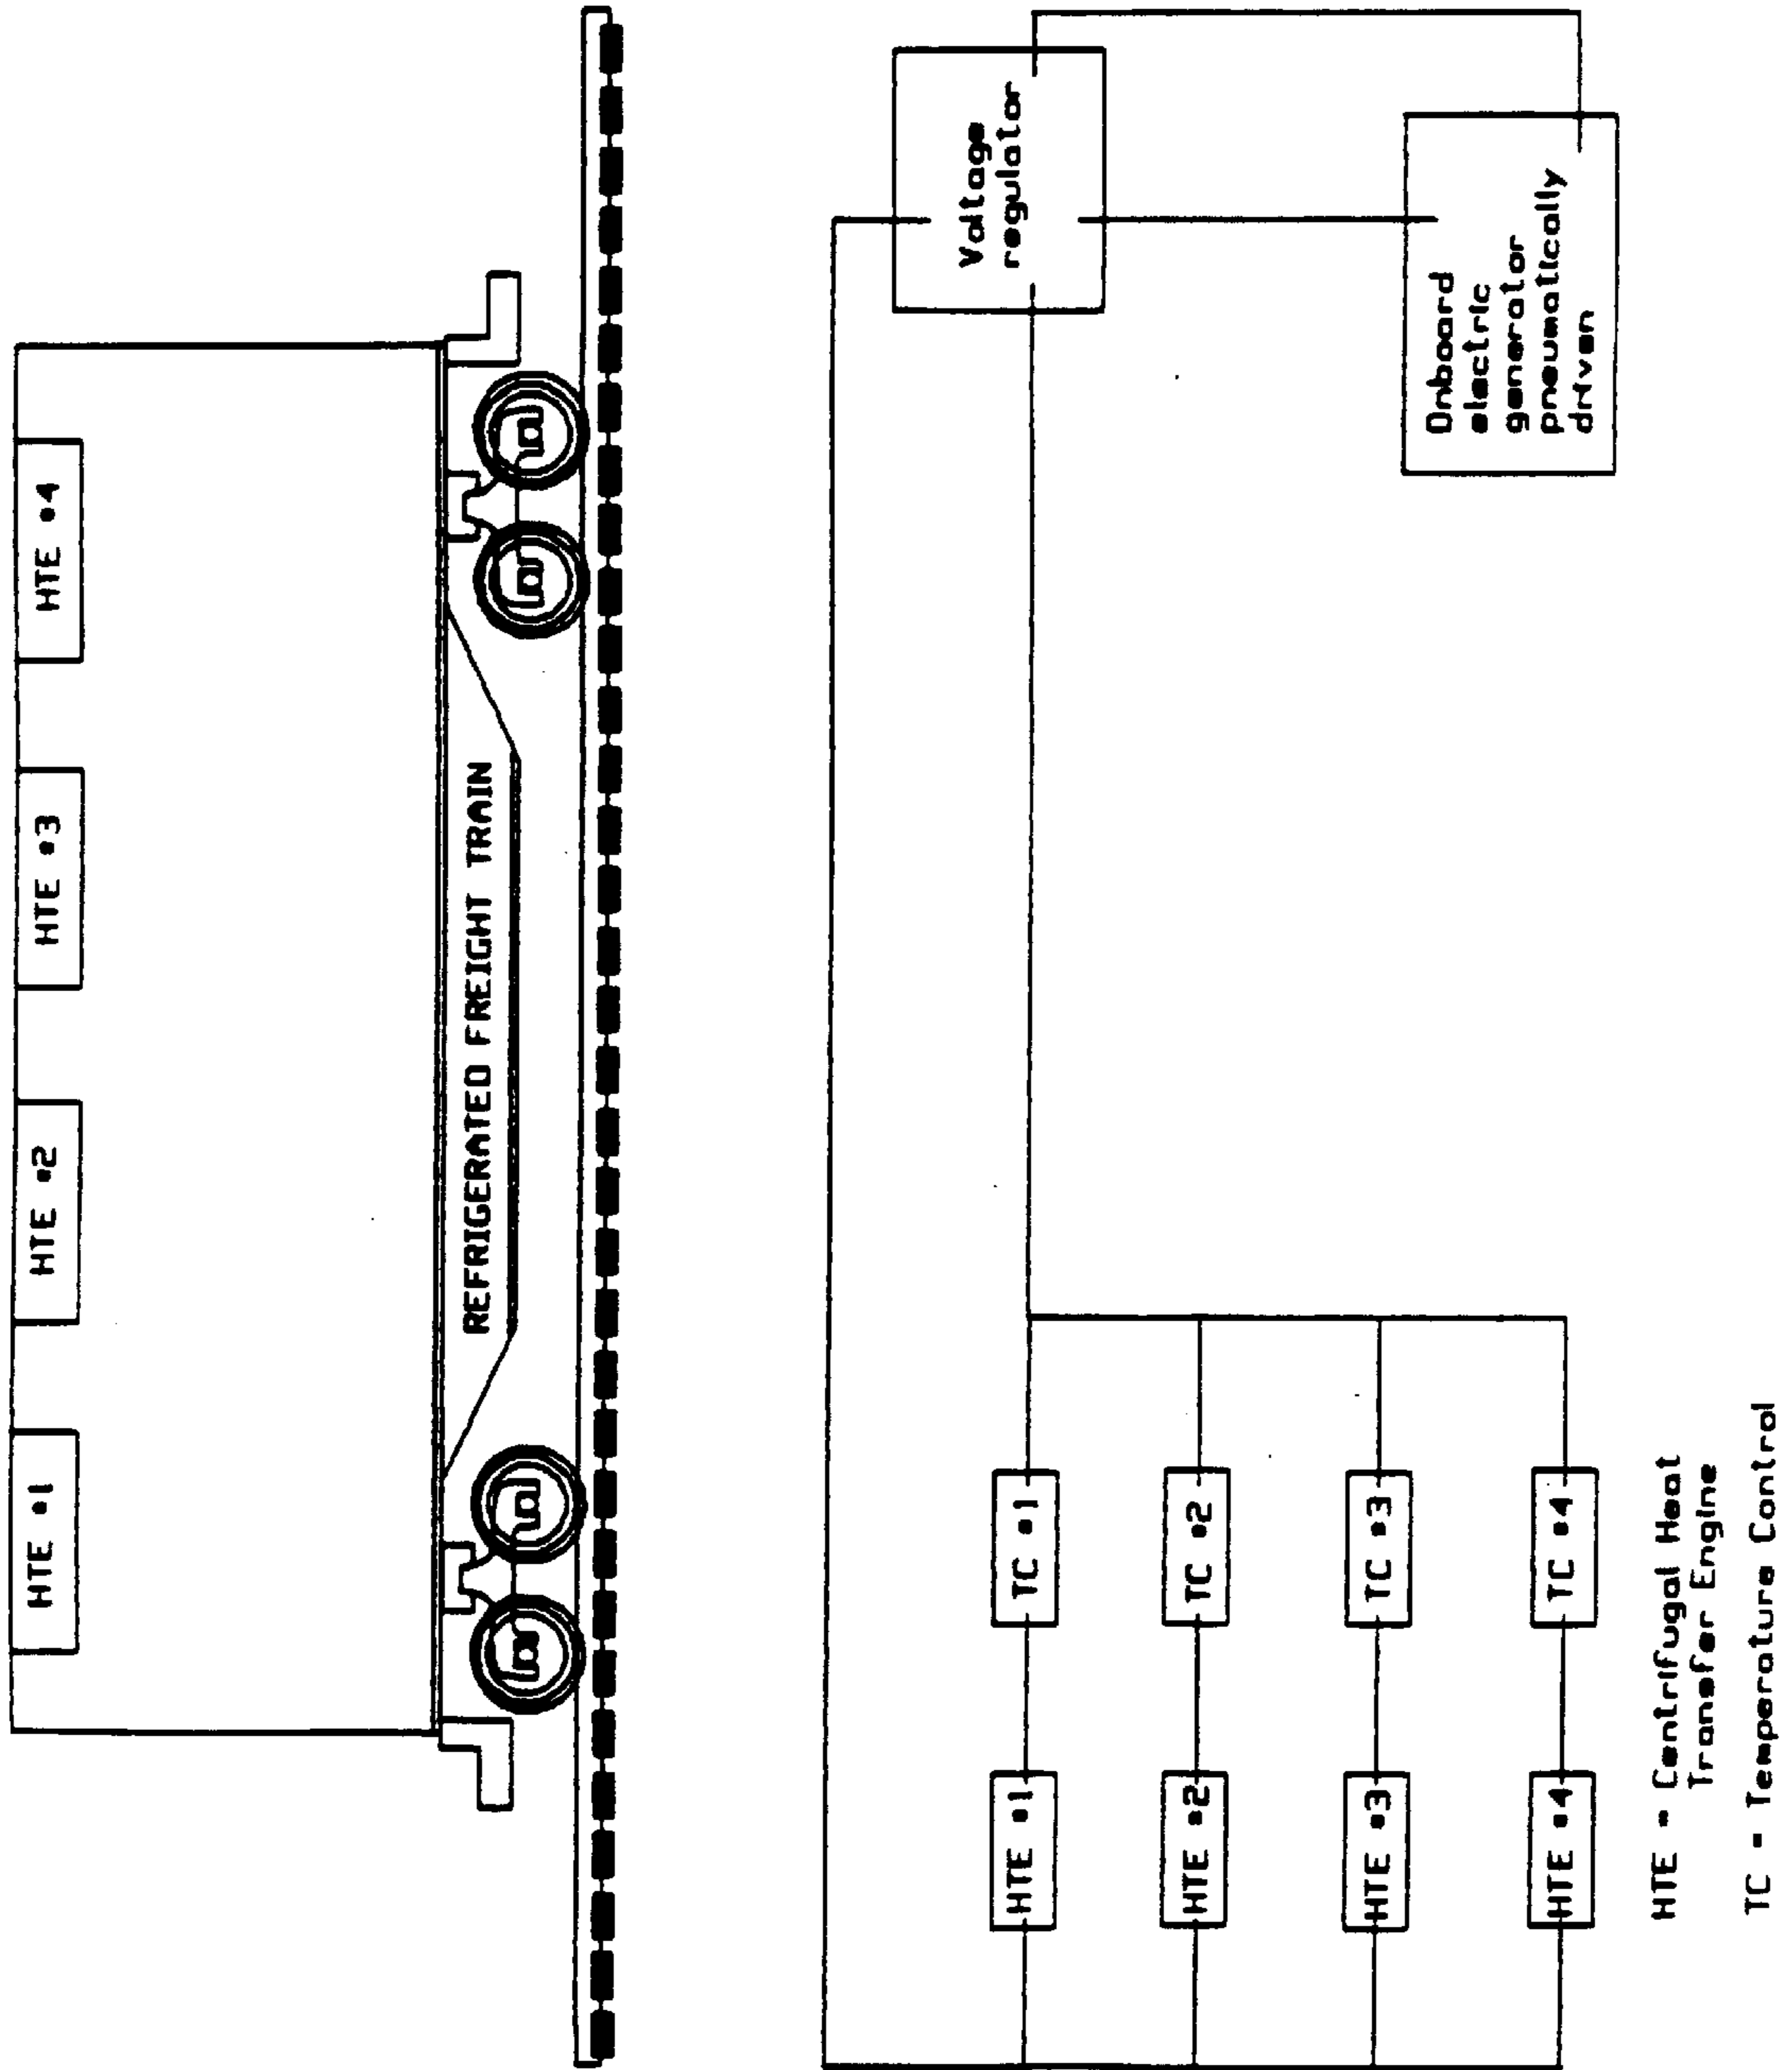 HTE #1
HTE #2
HTE #3
HTE #4
REFRIGERATED FREIGHT TRAIN
Voltage
regulator
HTE #1
TC #1
HTE #2
TC #2
HTE #3
TC #3
HTE #4
TC #4
Onboard
electric
generator
pneumatically
driven
HTE = Centrifugal Heat
Transfer Engine
TC = Temperature Control